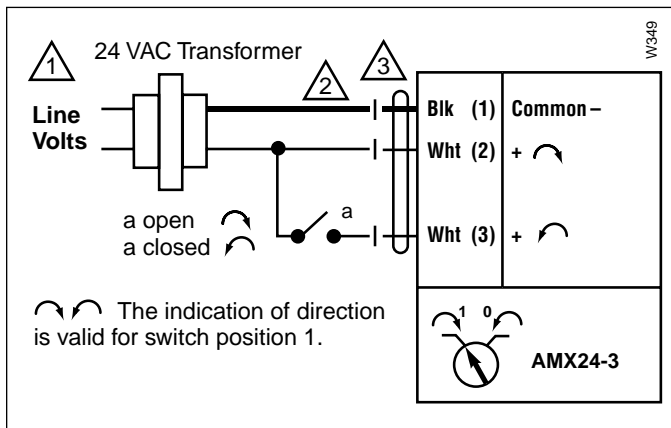 W349
1
24 VAC Transformer
2
3
Line
Volts
Blk (1) Common –
Wht (2) +
a
a open
a closed
Wht (3) +
The indication of direction
is valid for switch position 1.
1 0
AMX24-3